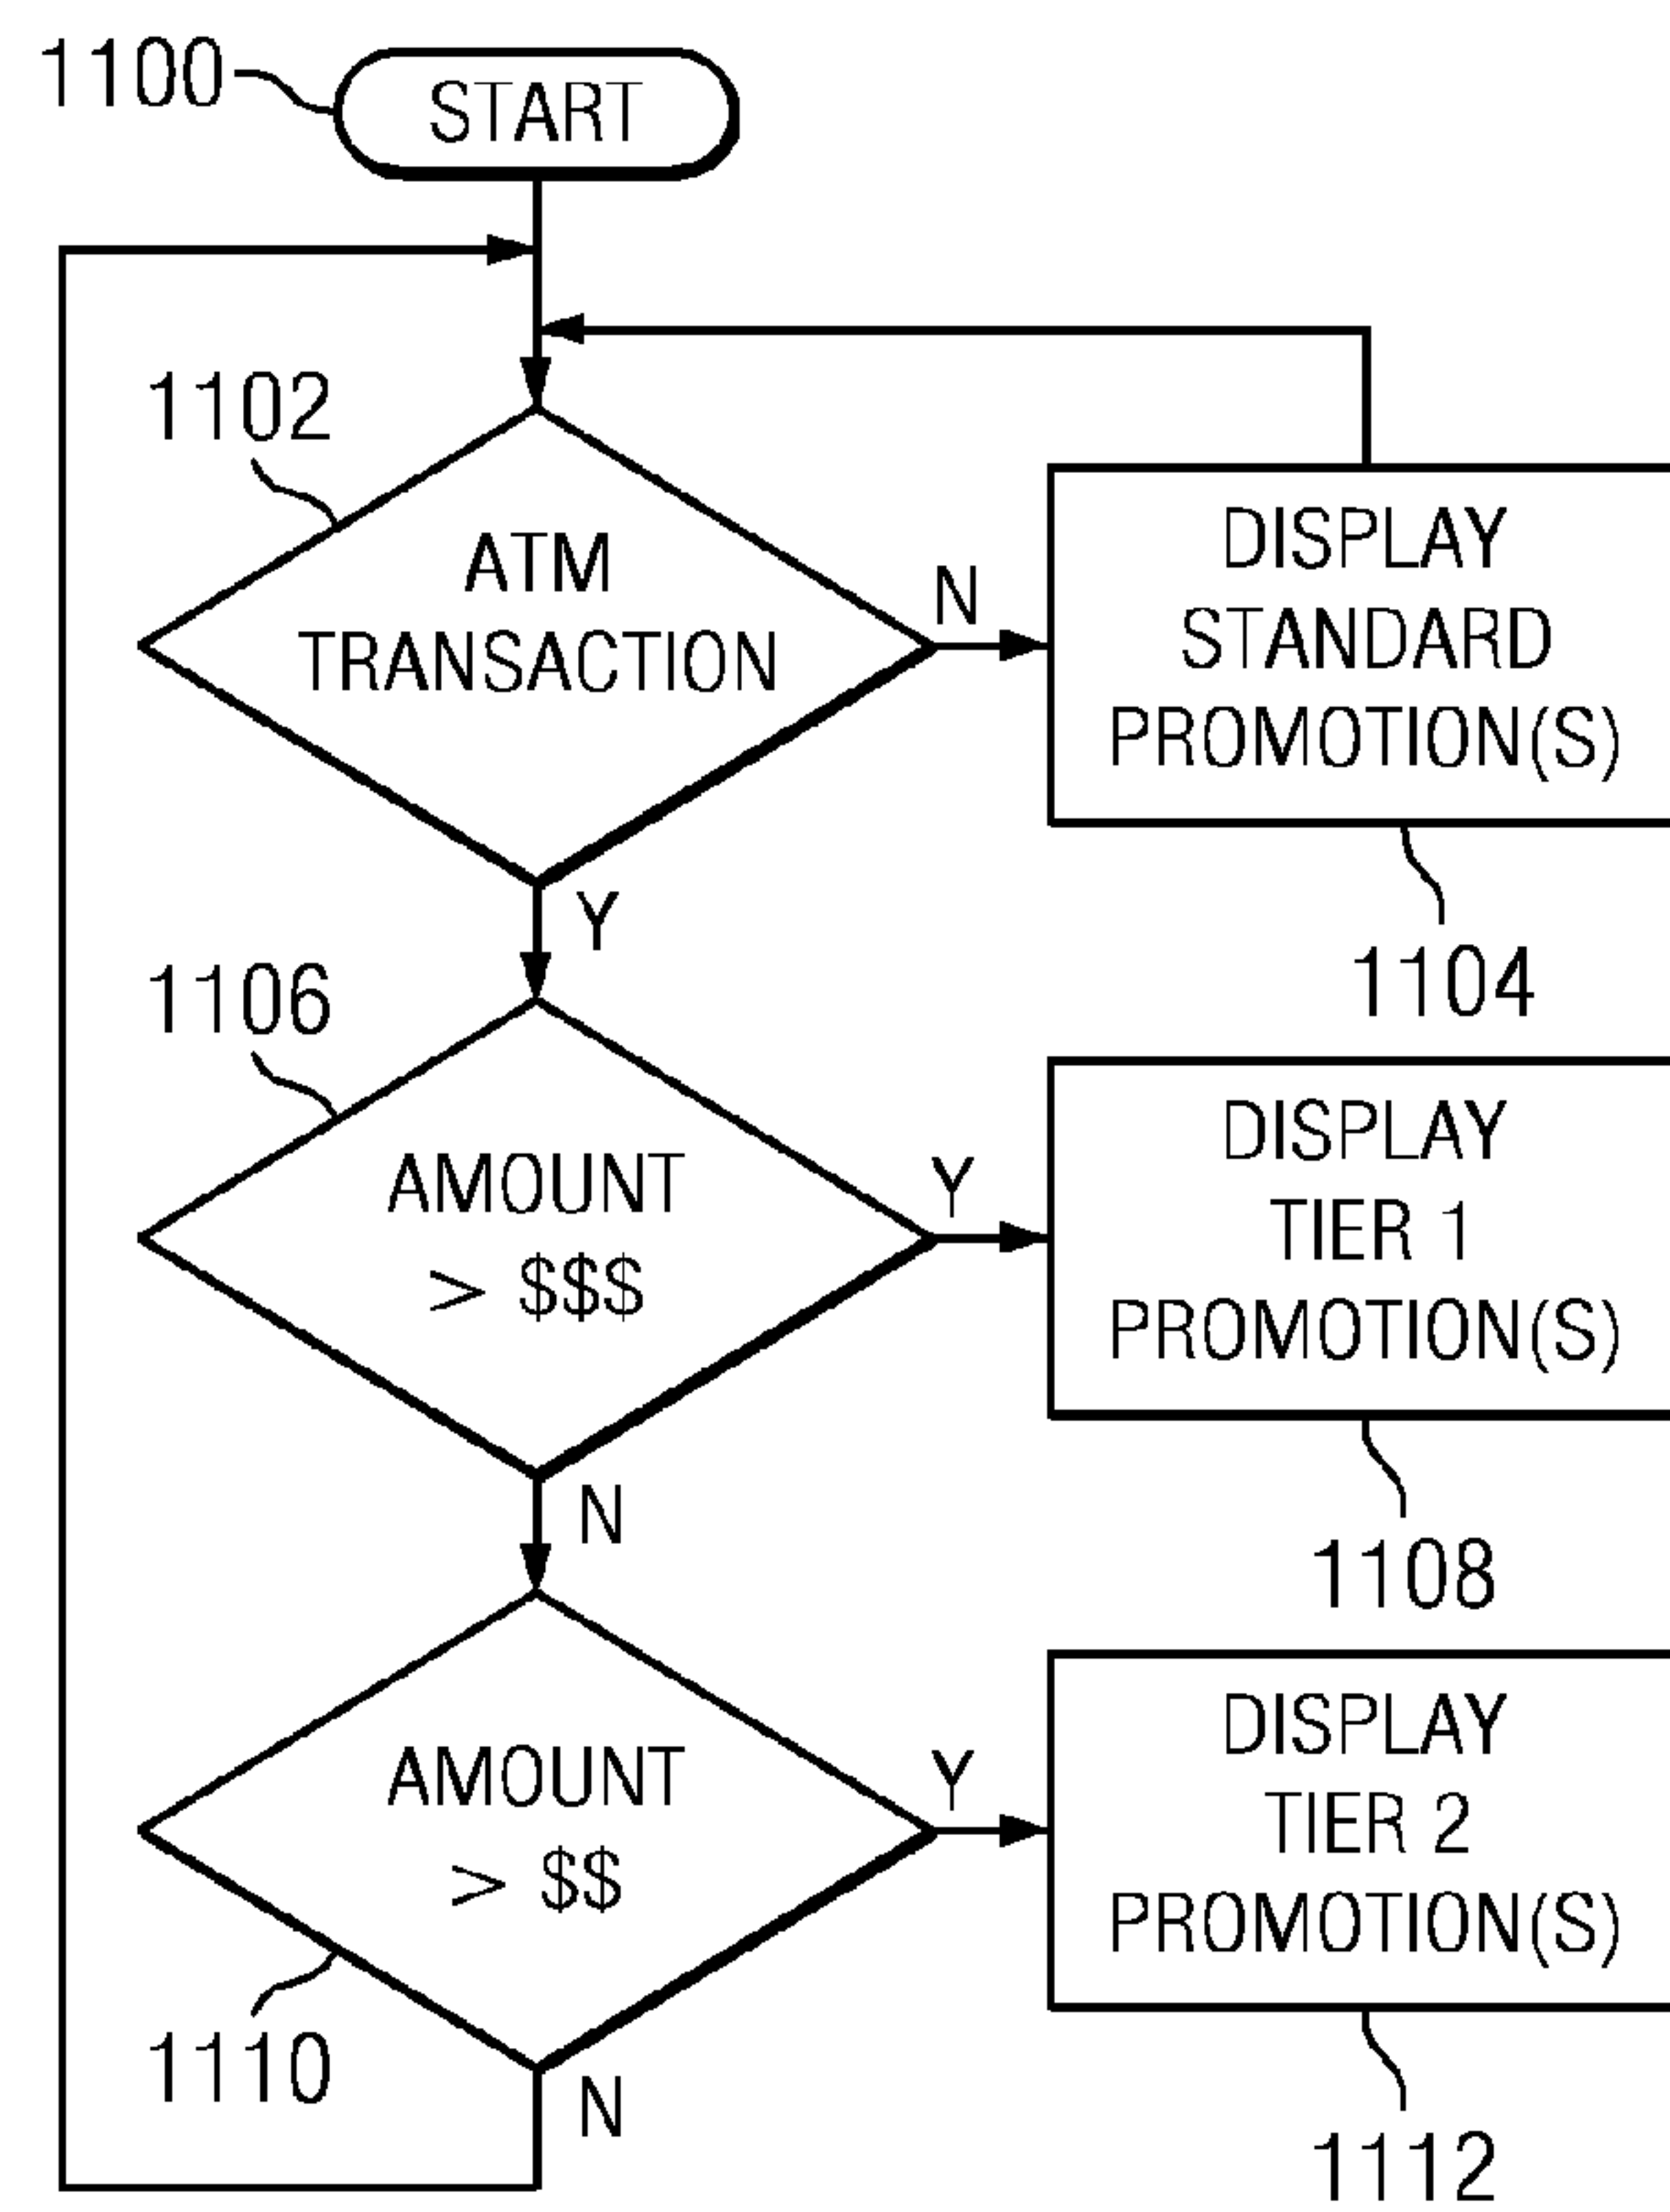 1100
START
1102
ATM
TRANSACTION
N
DISPLAY
STANDARD
PROMOTION(S)
1104
Y
1106
AMOUNT
> $$$
Y
DISPLAY
TIER 1
PROMOTION(S)
1108
N
AMOUNT
> $$
Y
DISPLAY
TIER 2
PROMOTION(S)
1110
N
1112